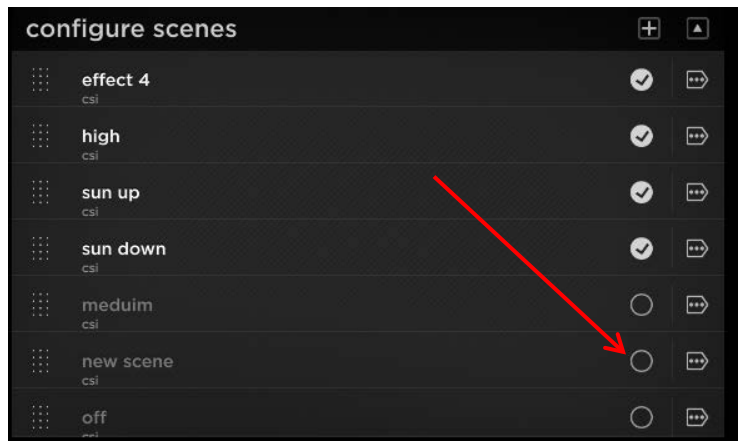 configure scenes
effect 4
csi
high
csi
sun up
csi
sun down
csi
meduim
csi
new scene
csi
off
csi